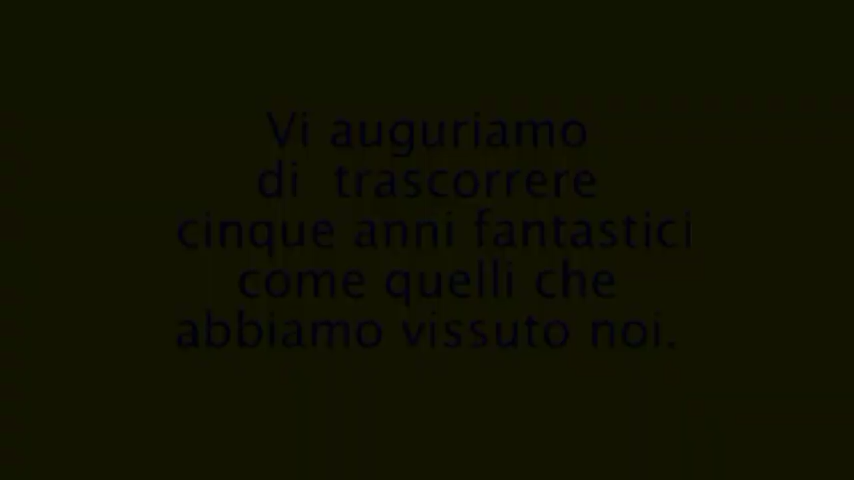 Vi auguriamo
di trascorrere
cinque anni fantastici
come quelli che
abbiamo vissuto noi.